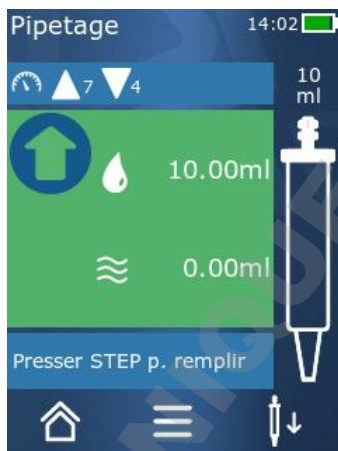 Pipetage 14:02
7 4
10
ml
10.00ml
0.00ml
Presser STEP p. remplir